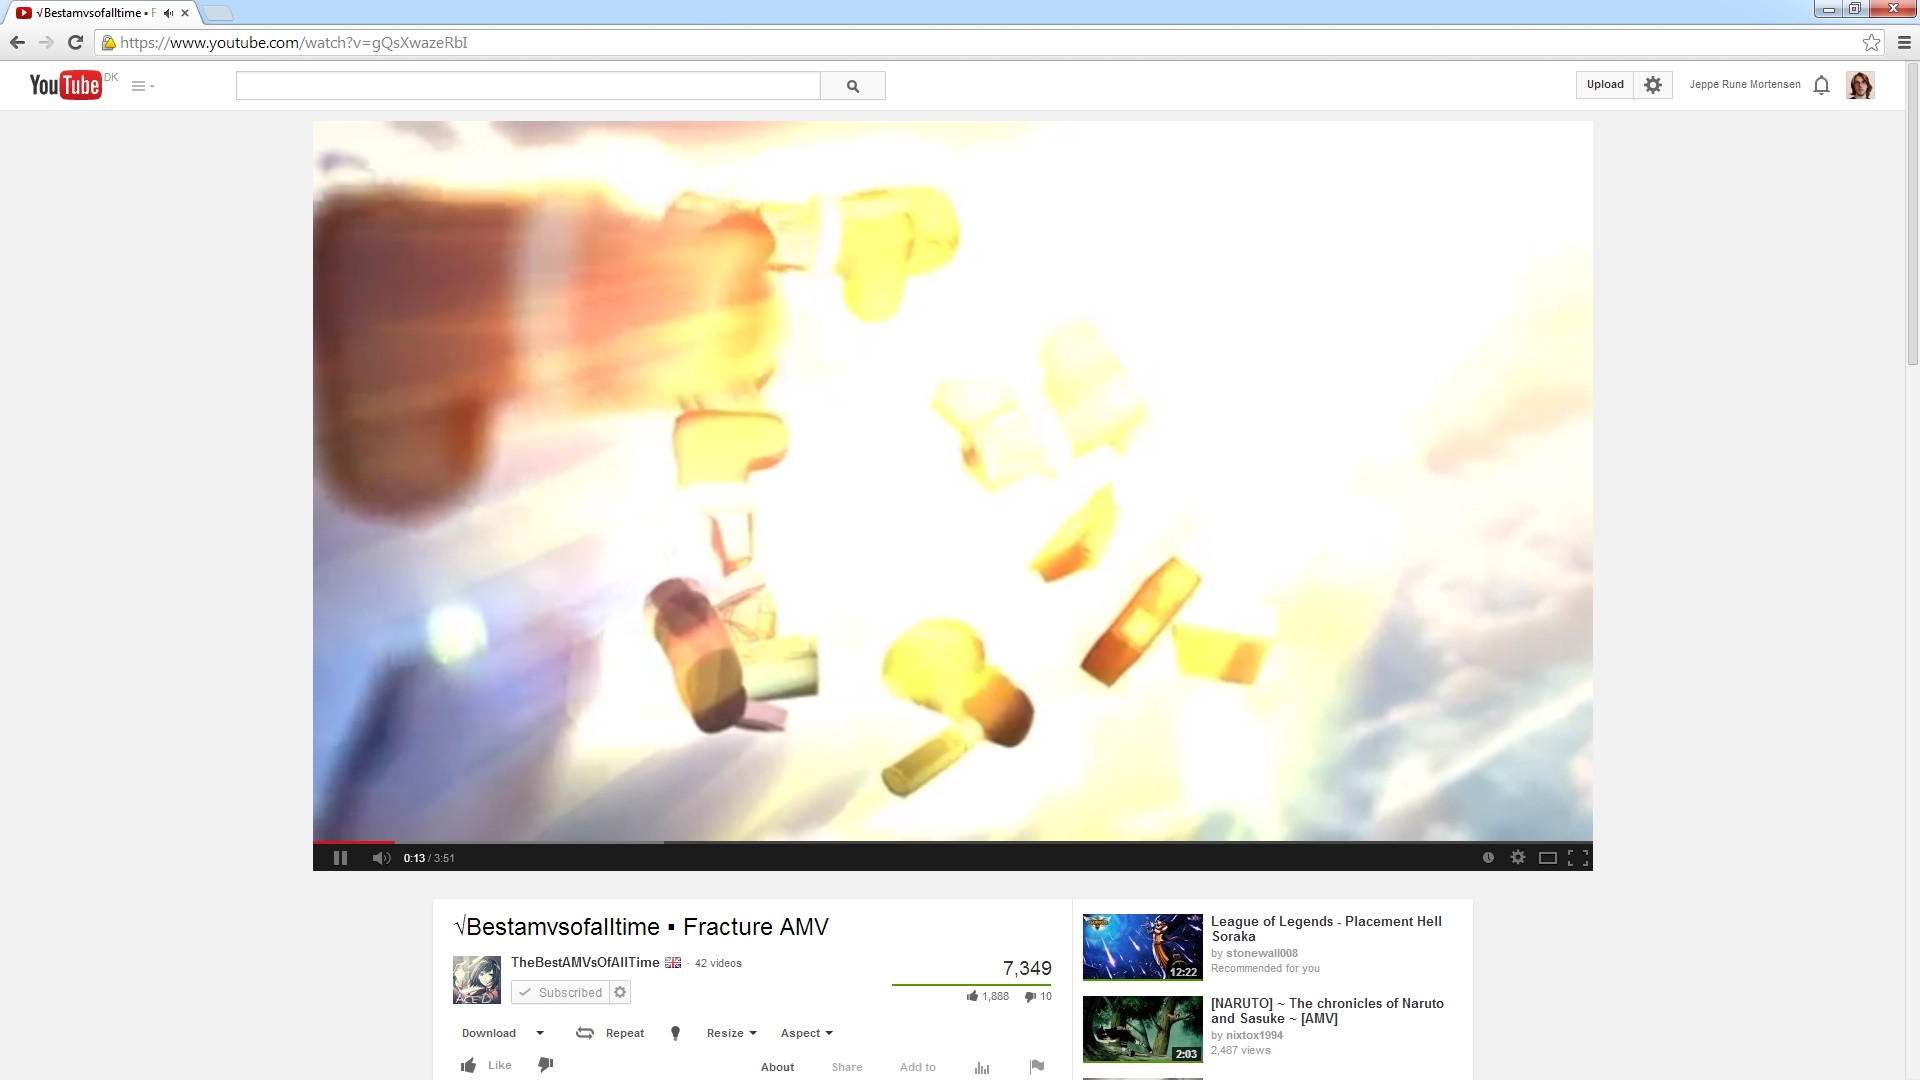 √Bestamvsofalltime ▪ F
https://www.youtube.com/watch?v=gQsXwazeRbI
YouTube DK
Upload
Jeppe Rune Mortensen
0:13 / 3:51
√Bestamvsofalltime ▪ Fracture AMV
TheBestAMVsOfAllTime - 42 videos
Subscribed
7,349
1,888 10
Download Repeat Resize Aspect
Like About Share Add to
12:22
League of Legends - Placement Hell
Soraka
by stonewall008
Recommended for you
2:03
[NARUTO] ~ The chronicles of Naruto
and Sasuke ~ [AMV]
by nixtox1994
2,487 views